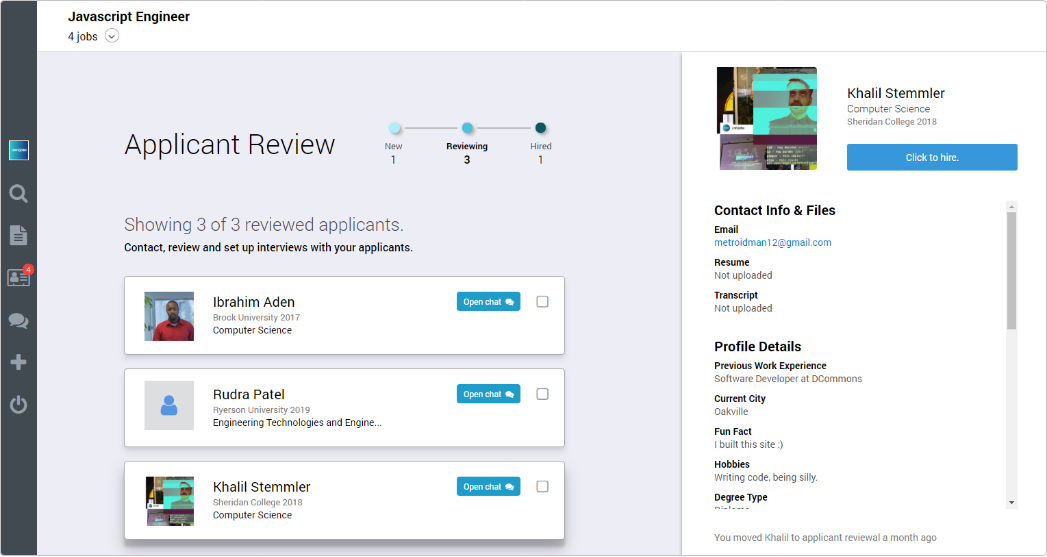 Javascript Engineer
4 jobs
Applicant Review
New
1
Reviewing
3
Hired
1
Showing 3 of 3 reviewed applicants.
Contact, review and set up interviews with your applicants.
4
Ibrahim Aden
Brock University 2017
Computer Science
Open chat
Rudra Patel
Ryerson University 2019
Engineering Technologies and Engine...
Open chat
Khalil Stemmler
Sheridan College 2018
Computer Science
Open chat
Khalil Stemmler
Computer Science
Sheridan College 2018
Click to hire.
Contact Info & Files
Email
metroidman12@gmail.com
Resume
Not uploaded
Transcript
Not uploaded
Profile Details
Previous Work Experience
Software Developer at DCommons
Current City
Oakville
Fun Fact
I built this site :)
Hobbies
Writing code, being silly.
Degree Type
Diploma
You moved Khalil to applicant reviewal a month ago